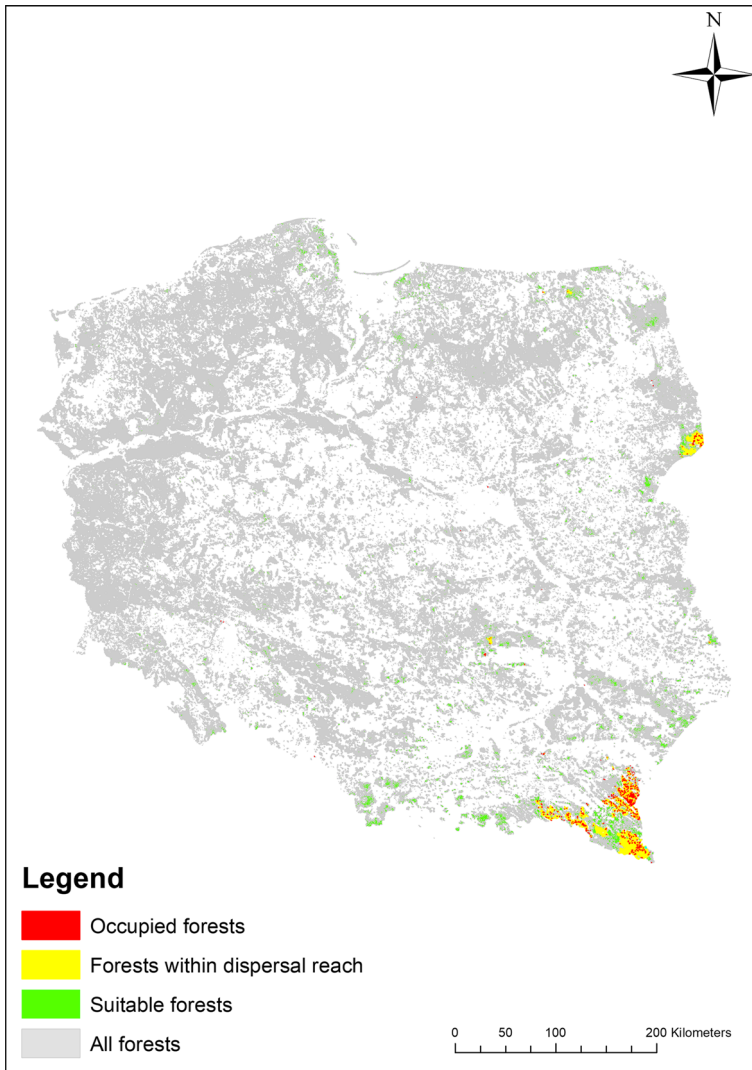 N
Legend
Occupied forests
Forests within dispersal reach
Suitable forests
All forests
0 50 100 200 Kilometers